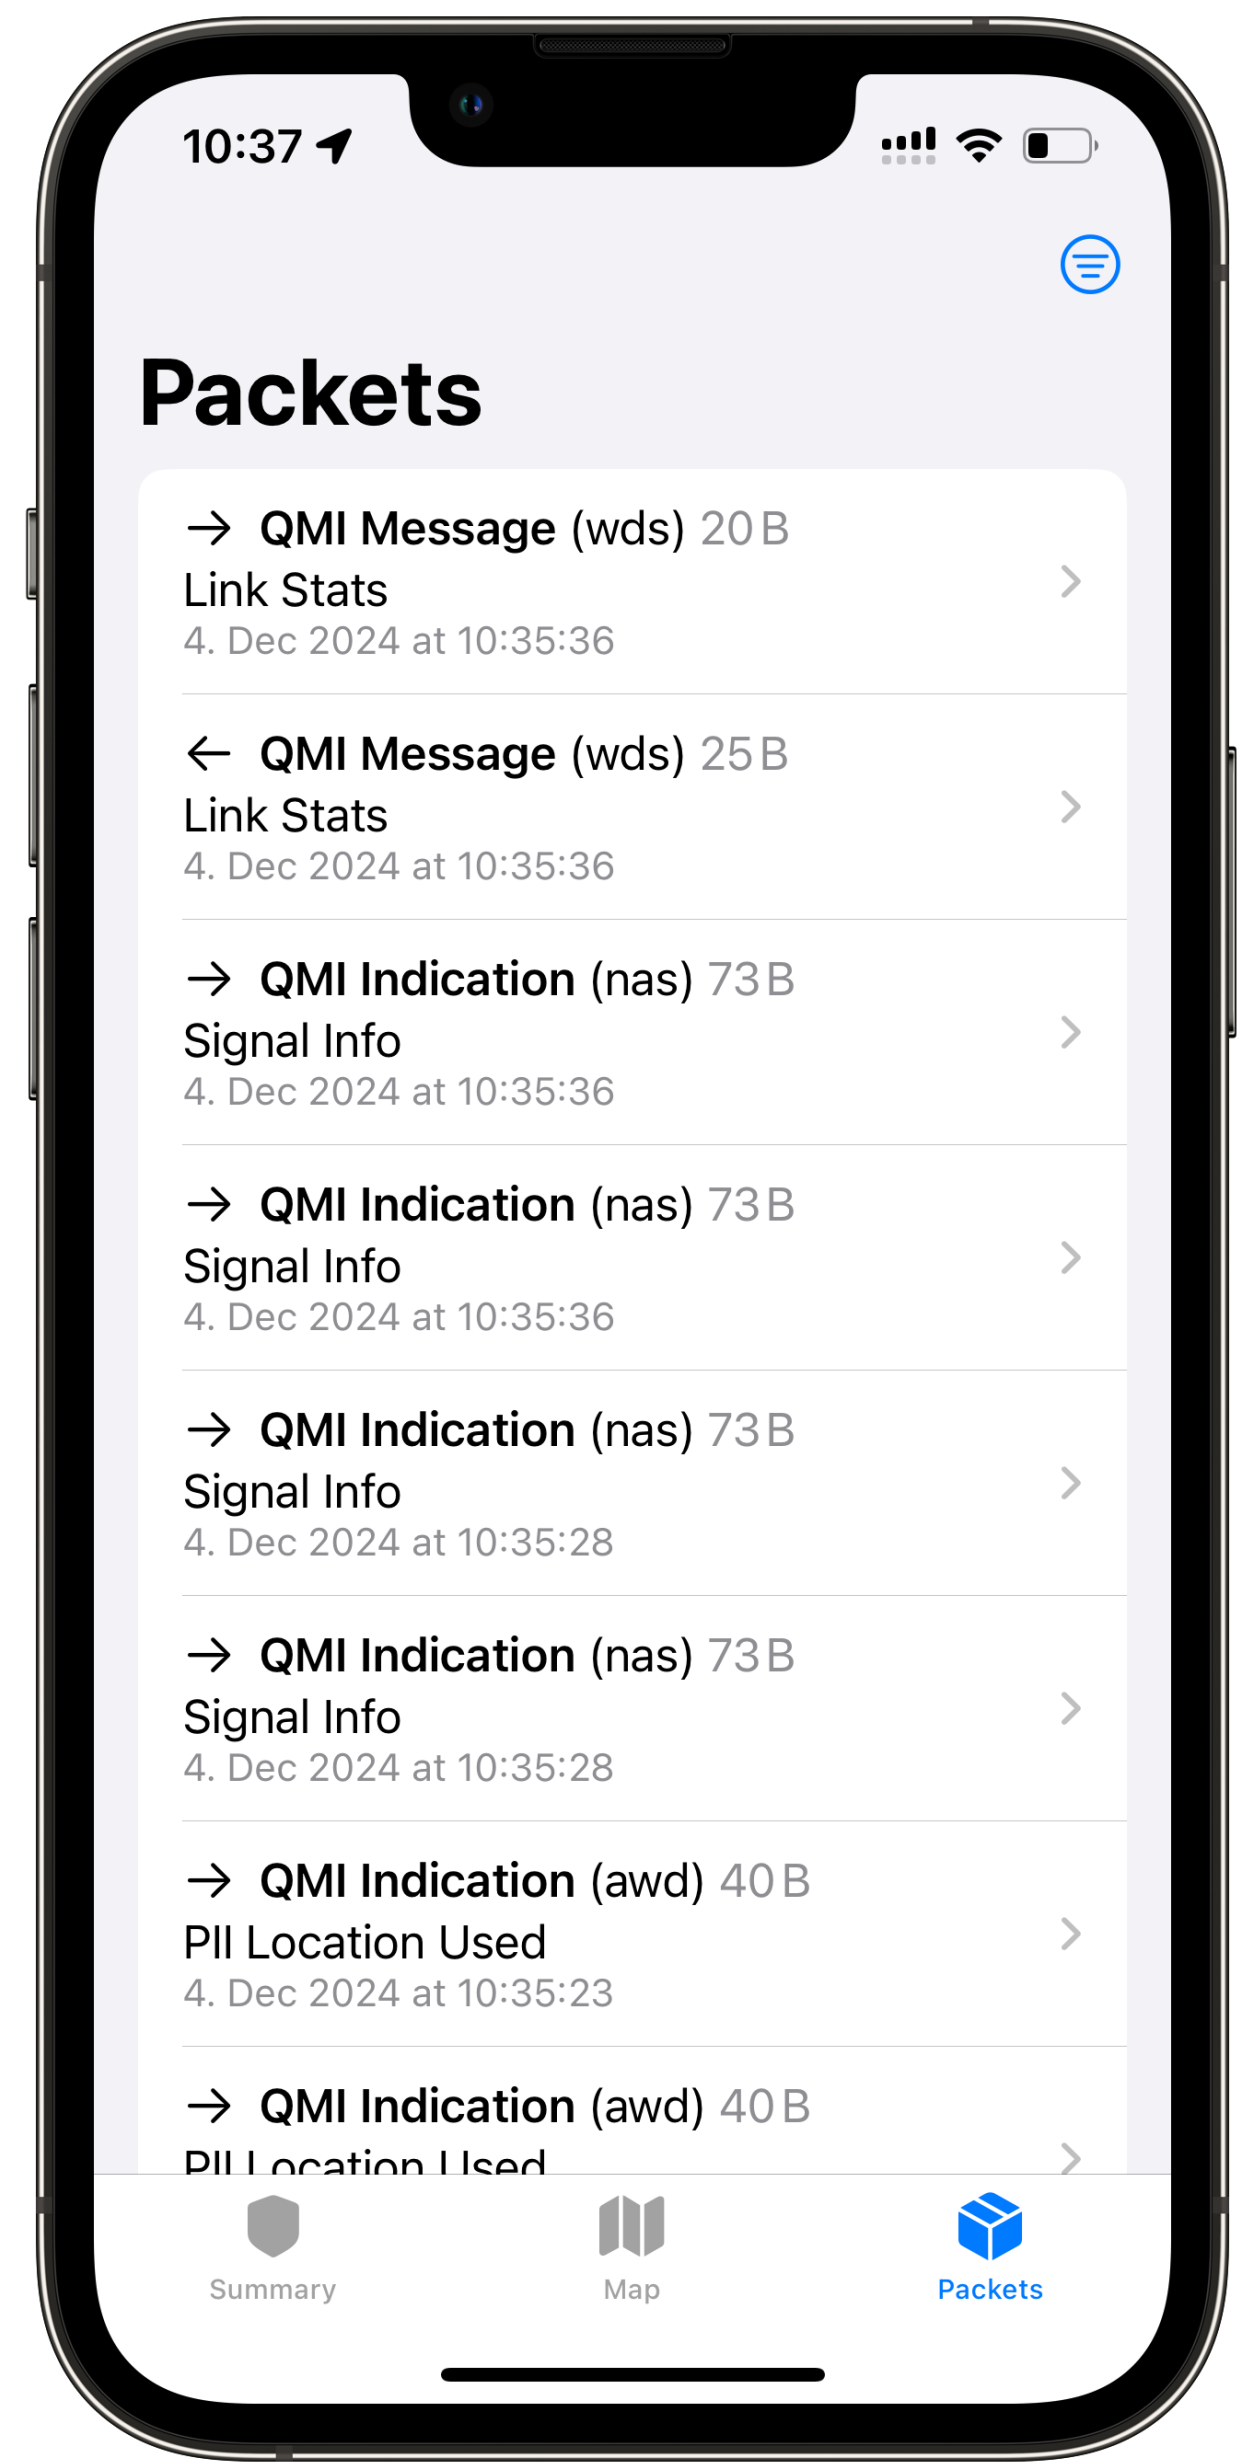 10:37
Packets
→ QMI Message (wds) 20 B
Link Stats
4. Dec 2024 at 10:35:36
← QMI Message (wds) 25 B
Link Stats
4. Dec 2024 at 10:35:36
→ QMI Indication (nas) 73 B
Signal Info
4. Dec 2024 at 10:35:36
→ QMI Indication (nas) 73 B
Signal Info
4. Dec 2024 at 10:35:36
→ QMI Indication (nas) 73 B
Signal Info
4. Dec 2024 at 10:35:28
→ QMI Indication (nas) 73 B
Signal Info
4. Dec 2024 at 10:35:28
→ QMI Indication (awd) 40 B
Pll Location Used
4. Dec 2024 at 10:35:23
→ QMI Indication (awd) 40 B
Pll Location Used
Summary
Map
Packets